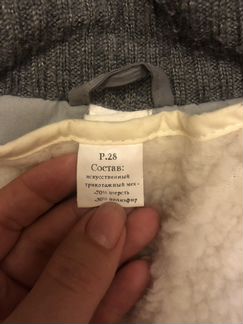 Р.28
Состав:
искусственный
трикотажный мех -
-70% шерсть
-30% полиэфир